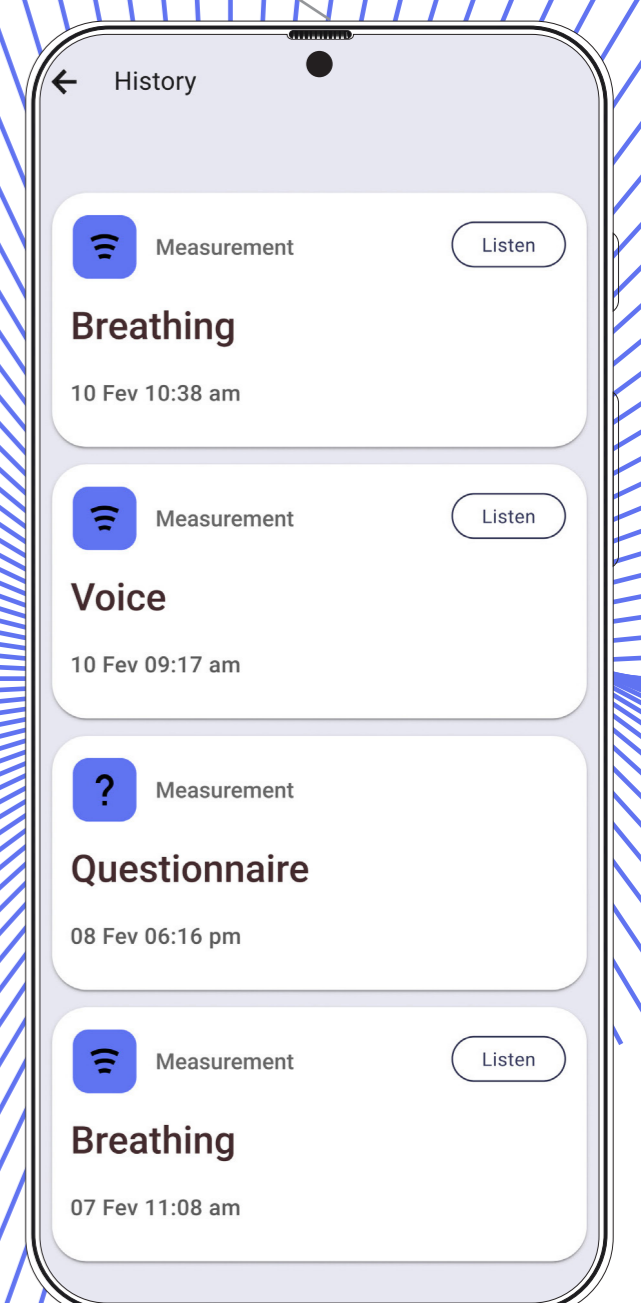 History
Measurement
Listen
Breathing
10 Fev 10:38 am
Measurement
Listen
Voice
10 Fev 09:17 am
?
Measurement
Questionnaire
08 Fev 06:16 pm
Measurement
Listen
Breathing
07 Fev 11:08 am